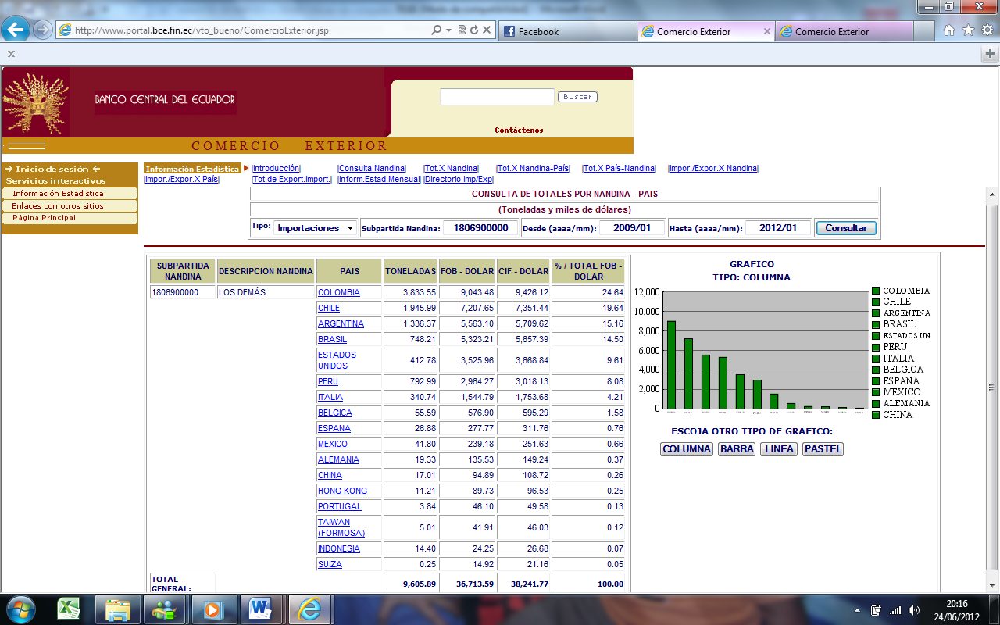 http://www.portal.bce.fin.ec/vto_bueno/ComercioExterior.jsp
Facebook
Comercio Exterior
Comercio Exterior
BANCO CENTRAL DEL ECUADOR
Buscar
Contáctenos
COMERCIO EXTERIOR
Inicio de sesión
Servicios interactivos
Información Estadistica
Enlaces con otros sitios
Página Principal
Información Estadística |Introducción| |Consulta Nandina| |Tot.X Nandina| |Tot.X Nandina-País| |Tot.X País-Nandina| |Impor./Expor.X Nandina|
|Impor./Expor.X País| |Tot.de Export.Import.| |Inform.Estad.Mensual| |Directorio Imp/Exp|
CONSULTA DE TOTALES POR NANDINA - PAIS
(Toneladas y miles de dólares)
Tipo: Importaciones Subpartida Nandina: 1806900000 Desde (aaaa/mm): 2009/01 Hasta (aaaa/mm): 2012/01 Consultar
SUBPARTIDA NANDINA DESCRIPCION NANDINA PAIS TONELADAS FOB - DOLAR CIF - DOLAR % / TOTAL FOB - DOLAR
1806900000 LOS DEMÁS COLOMBIA 3,833.55 9,043.48 9,426.12 24.64
CHILE 1,945.99 7,207.65 7,351.44 19.64
ARGENTINA 1,336.37 5,563.10 5,709.62 15.16
BRASIL 748.21 5,323.21 5,657.39 14.50
ESTADOS UNIDOS 412.78 3,525.96 3,668.84 9.61
PERU 792.99 2,964.27 3,018.13 8.08
ITALIA 340.74 1,544.79 1,753.68 4.21
BELGICA 55.59 576.90 595.29 1.58
ESPANA 26.88 277.77 311.76 0.76
MEXICO 41.80 239.18 251.63 0.66
ALEMANIA 19.33 135.53 149.24 0.37
CHINA 17.01 94.89 108.72 0.26
HONG KONG 11.21 89.73 96.53 0.25
PORTUGAL 3.84 46.10 49.58 0.13
TAIWAN (FORMOSA) 5.01 41.91 46.03 0.12
INDONESIA 14.40 24.25 26.68 0.07
SUIZA 0.25 14.92 21.16 0.05
TOTAL GENERAL: 9,605.89 36,713.59 38,241.77 100.00
GRAFICO
TIPO: COLUMNA
12,000
10,000
8,000
6,000
4,000
2,000
0
COLOMBIA
CHILE
ARGENTINA
BRASIL
ESTADOS UN
PERU
ITALIA
BELGICA
ESPANA
MEXICO
ALEMANIA
CHINA
ESCOJA OTRO TIPO DE GRAFICO:
COLUMNA BARRA LINEA PASTEL
20:16
24/06/2012